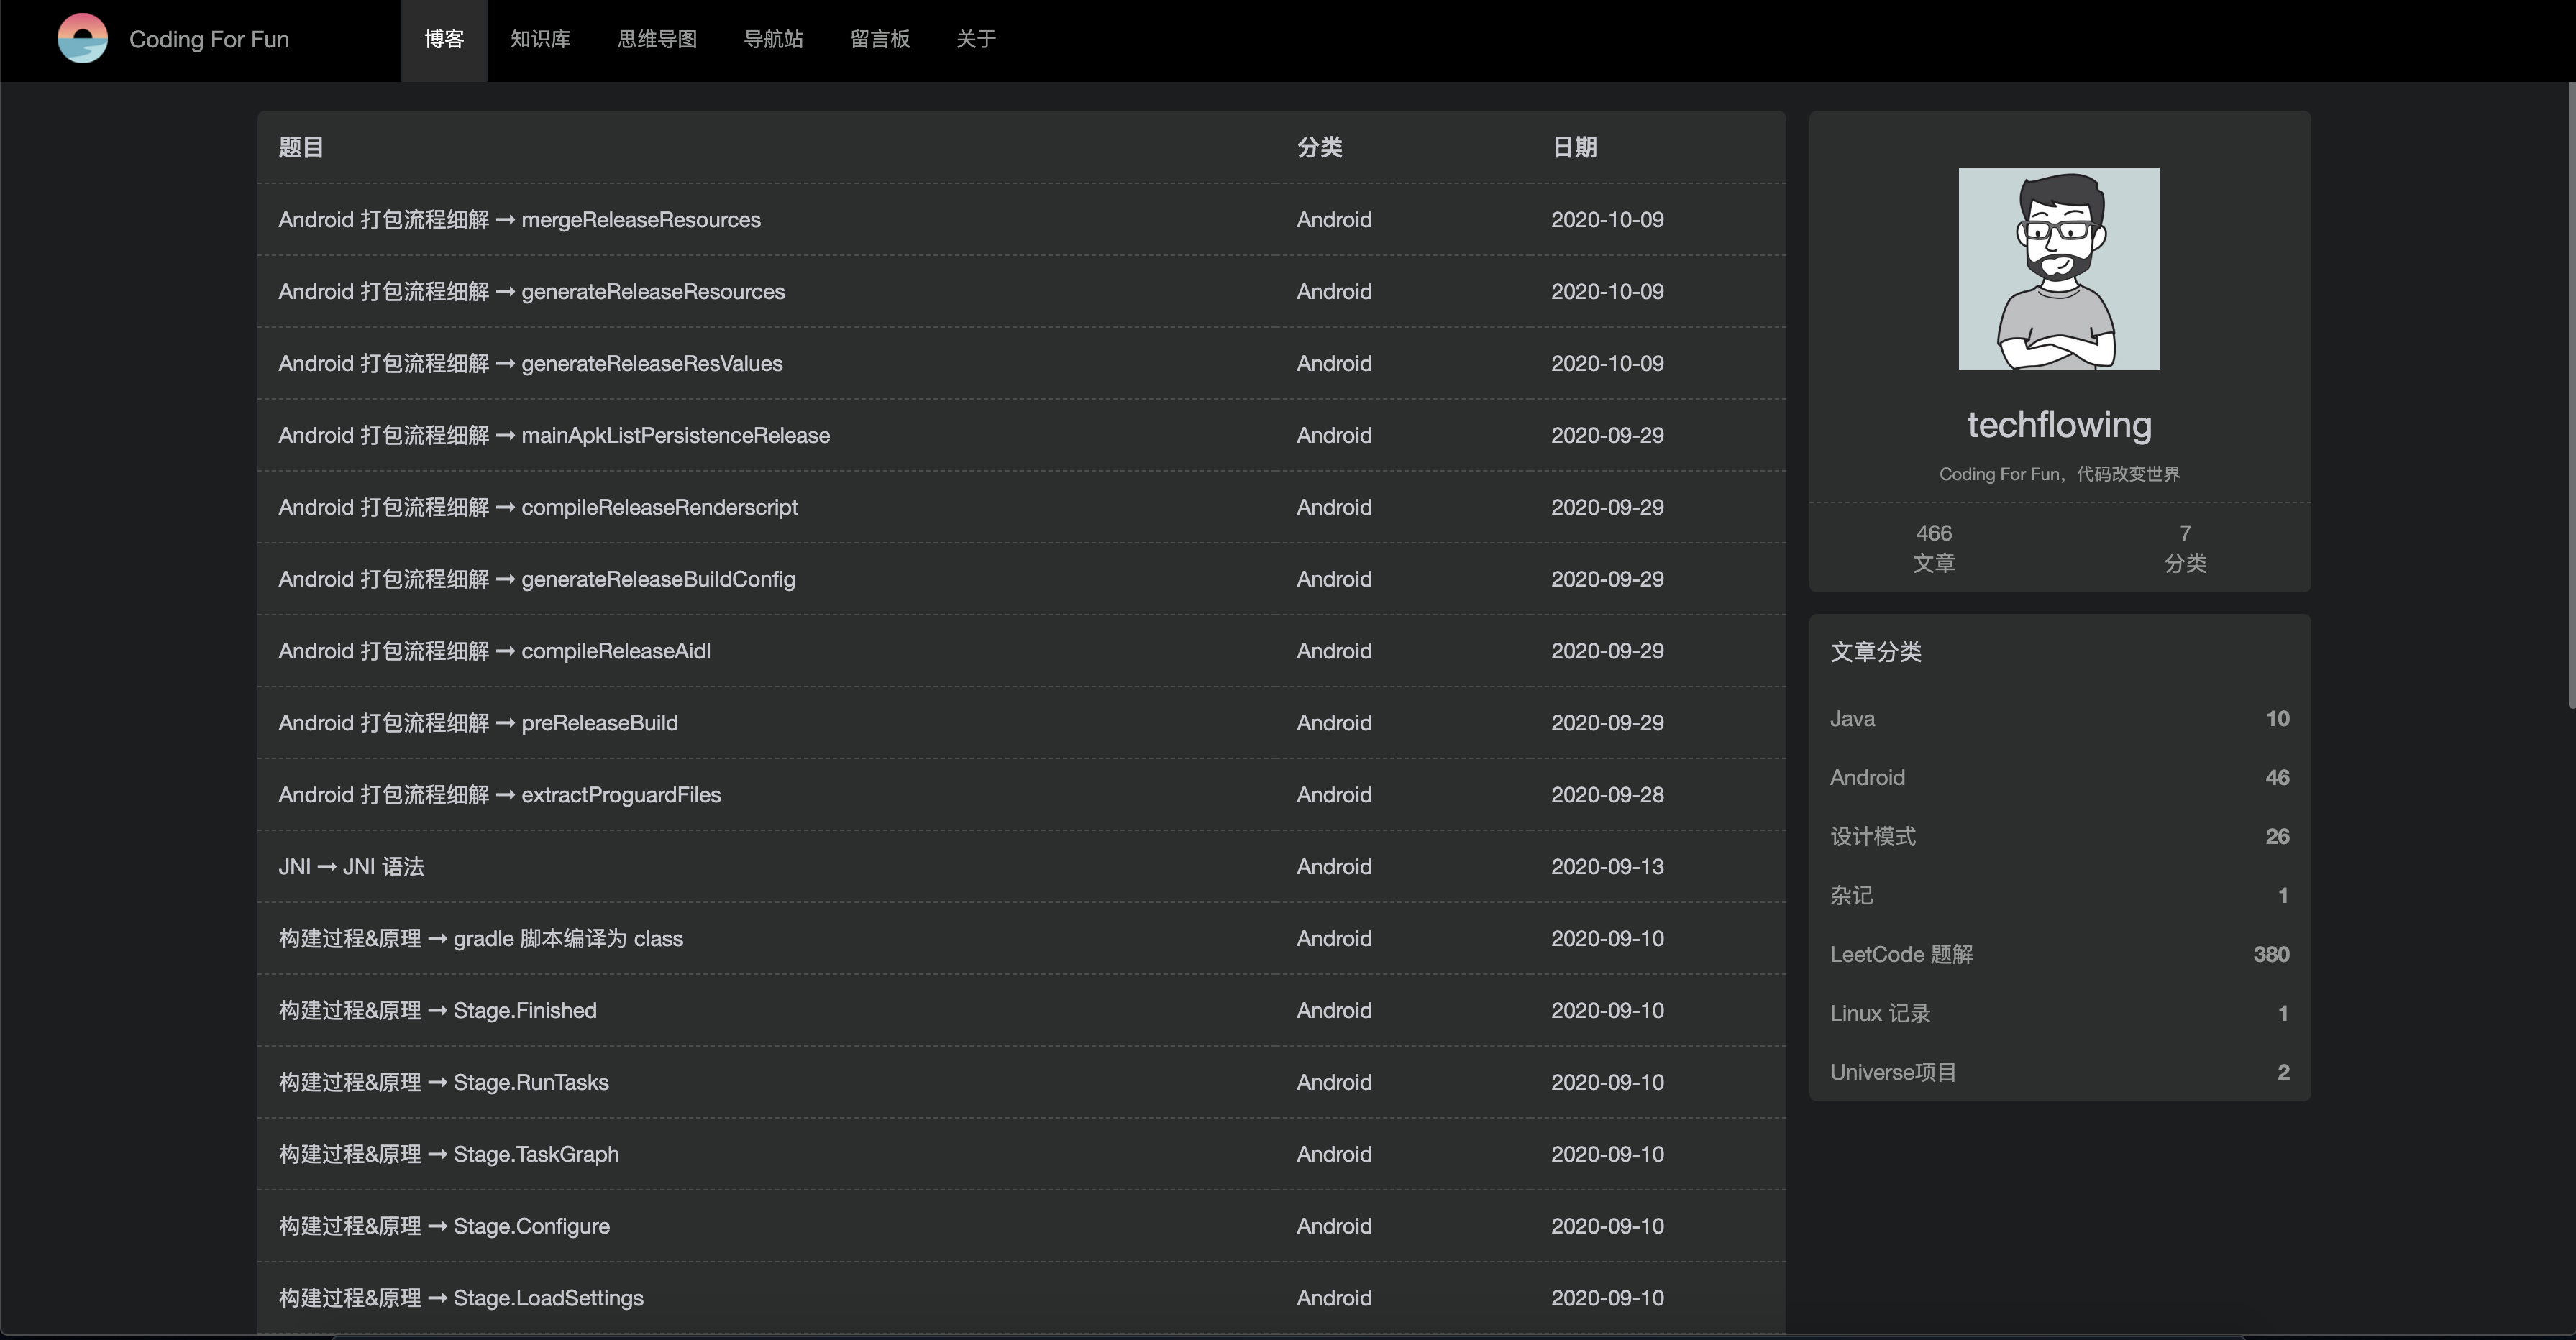 Coding For Fun 博客 知识库 思维导图 导航站 留言板 关于
题目 分类 日期
Android 打包流程细解 → mergeReleaseResources Android 2020-10-09
Android 打包流程细解 → generateReleaseResources Android 2020-10-09
Android 打包流程细解 → generateReleaseResValues Android 2020-10-09
Android 打包流程细解 → mainApkListPersistenceRelease Android 2020-09-29
Android 打包流程细解 → compileReleaseRenderscript Android 2020-09-29
Android 打包流程细解 → generateReleaseBuildConfig Android 2020-09-29
Android 打包流程细解 → compileReleaseAidl Android 2020-09-29
Android 打包流程细解 → preReleaseBuild Android 2020-09-29
Android 打包流程细解 → extractProguardFiles Android 2020-09-28
JNI → JNI 语法 Android 2020-09-13
构建过程&原理 → gradle 脚本编译为 class Android 2020-09-10
构建过程&原理 → Stage.Finished Android 2020-09-10
构建过程&原理 → Stage.RunTasks Android 2020-09-10
构建过程&原理 → Stage.TaskGraph Android 2020-09-10
构建过程&原理 → Stage.Configure Android 2020-09-10
构建过程&原理 → Stage.LoadSettings Android 2020-09-10
techflowing
Coding For Fun，代码改变世界
466 7
文章 分类
文章分类
Java 10
Android 46
设计模式 26
杂记 1
LeetCode 题解 380
Linux 记录 1
Universe项目 2